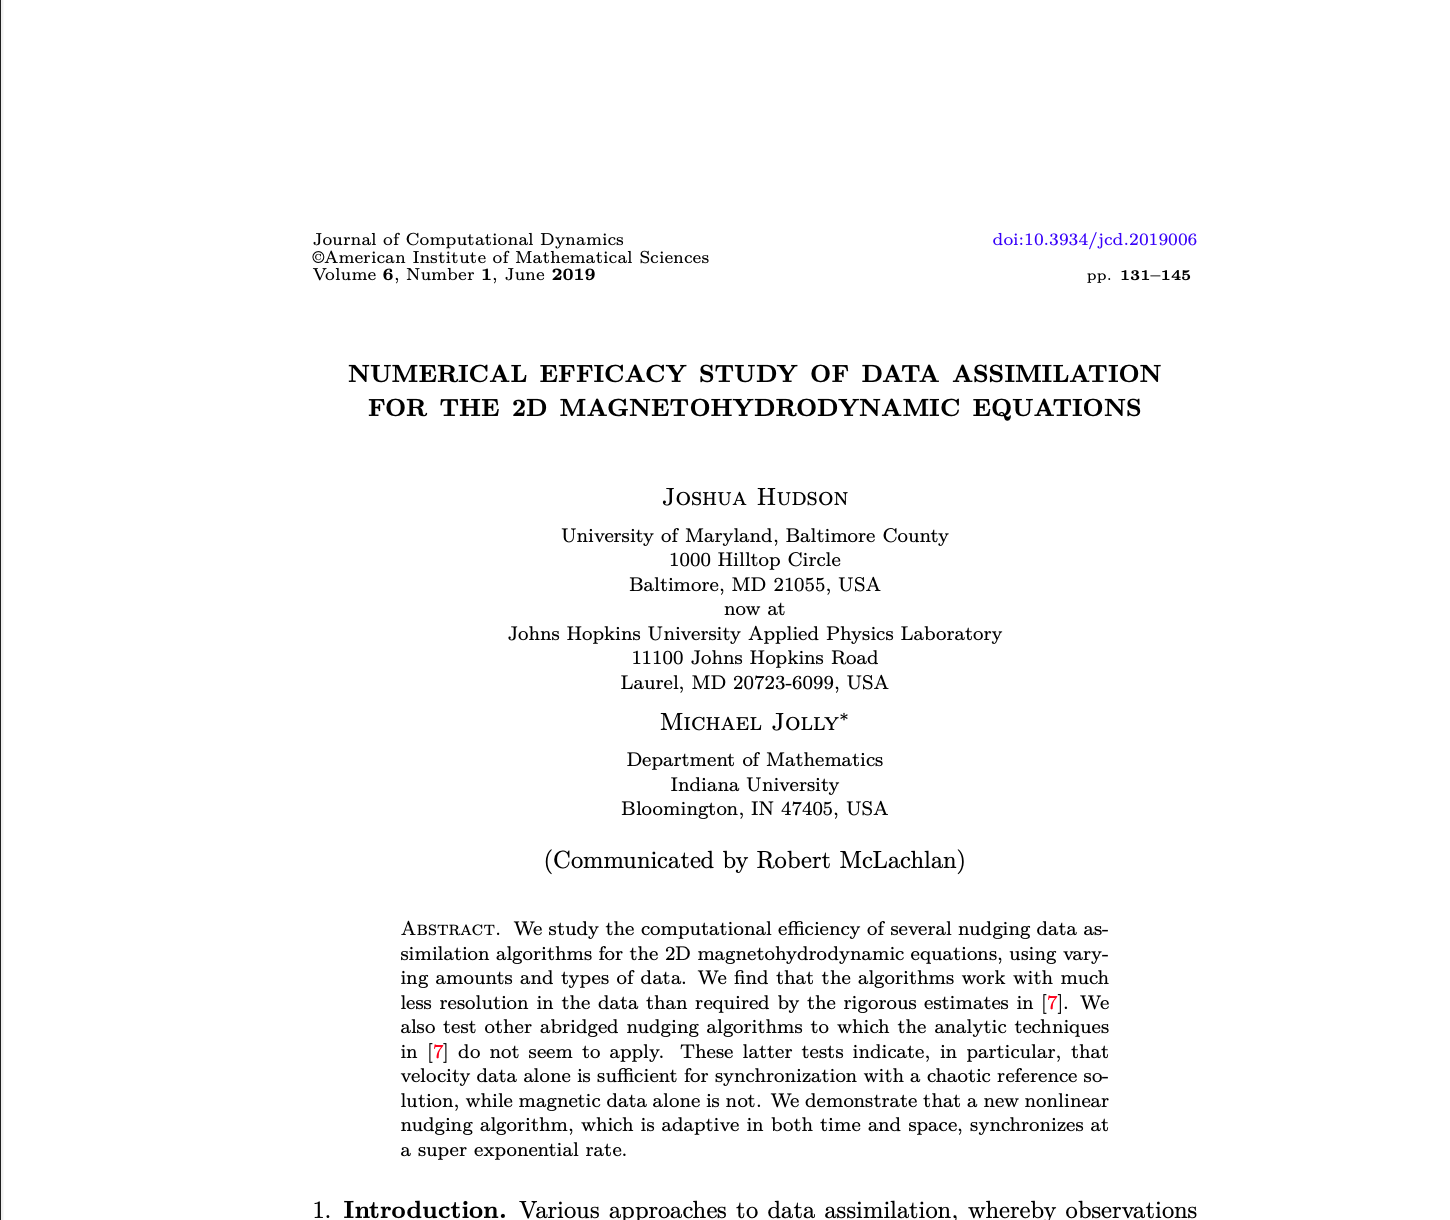 Journal of Computational Dynamics
doi:10.3934/jcd.2019006
©American Institute of Mathematical Sciences
Volume 6, Number 1, June 2019
pp. 131–145
NUMERICAL EFFICACY STUDY OF DATA ASSIMILATION
FOR THE 2D MAGNETOHYDRODYNAMIC EQUATIONS
Joshua Hudson
University of Maryland, Baltimore County
1000 Hilltop Circle
Baltimore, MD 21055, USA
now at
Johns Hopkins University Applied Physics Laboratory
11100 Johns Hopkins Road
Laurel, MD 20723-6099, USA
Michael Jolly*
Department of Mathematics
Indiana University
Bloomington, IN 47405, USA
(Communicated by Robert McLachlan)
Abstract. We study the computational efficiency of several nudging data as-
similation algorithms for the 2D magnetohydrodynamic equations, using vary-
ing amounts and types of data. We find that the algorithms work with much
less resolution in the data than required by the rigorous estimates in [7]. We
also test other abridged nudging algorithms to which the analytic techniques
in [7] do not seem to apply. These latter tests indicate, in particular, that
velocity data alone is sufficient for synchronization with a chaotic reference so-
lution, while magnetic data alone is not. We demonstrate that a new nonlinear
nudging algorithm, which is adaptive in both time and space, synchronizes at
a super exponential rate.
1. Introduction. Various approaches to data assimilation, whereby observations